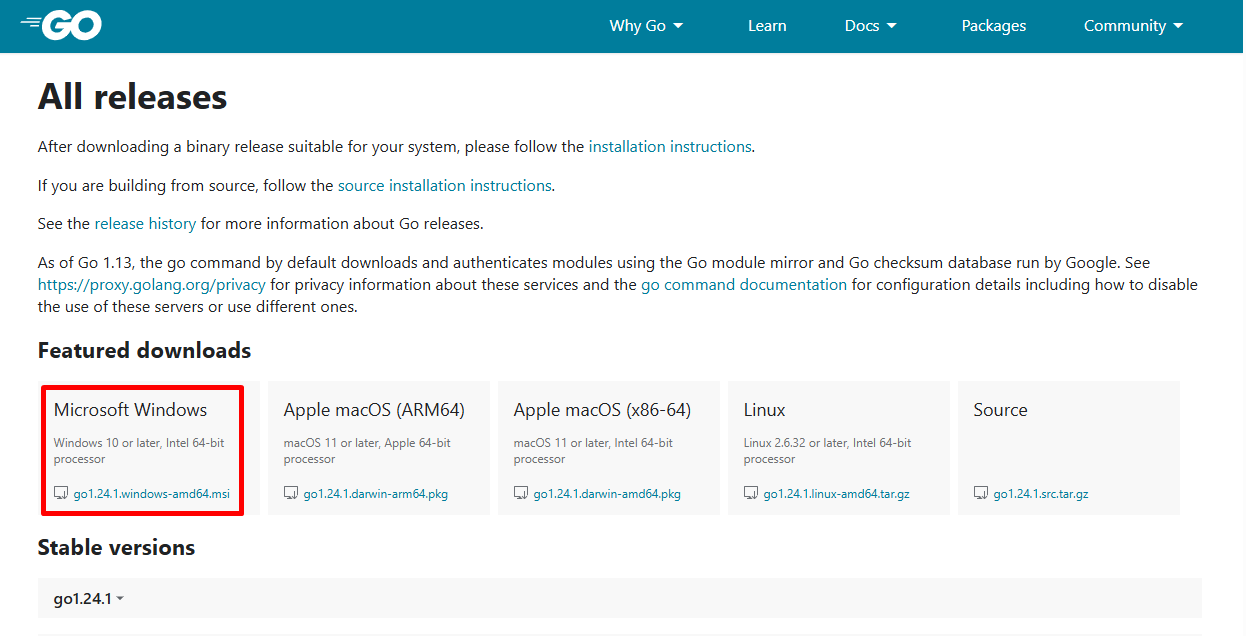 GO
Why Go
Learn
Docs
Packages
Community
All releases
After downloading a binary release suitable for your system, please follow the installation instructions.
If you are building from source, follow the source installation instructions.
See the release history for more information about Go releases.
As of Go 1.13, the go command by default downloads and authenticates modules using the Go module mirror and Go checksum database run by Google. See
https://proxy.golang.org/privacy for privacy information about these services and the go command documentation for configuration details including how to disable
the use of these servers or use different ones.
Featured downloads
Microsoft Windows
Windows 10 or later, Intel 64-bit
processor
go1.24.1.windows-amd64.msi
Apple macOS (ARM64)
macOS 11 or later, Apple 64-bit
processor
go1.24.1.darwin-arm64.pkg
Apple macOS (x86-64)
macOS 11 or later, Intel 64-bit
processor
go1.24.1.darwin-amd64.pkg
Linux
Linux 2.6.32 or later, Intel 64-bit
processor
go1.24.1.linux-amd64.tar.gz
Source
go1.24.1.src.tar.gz
Stable versions
go1.24.1